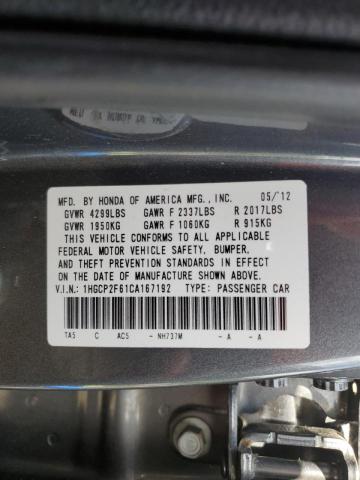 MFD. BY HONDA OF AMERICA MFG., INC. 05/'12
GVWR 4299LBS GAWR F 2337LBS R 2017LBS
GVWR 1950KG GAWR F 1060KG R 915KG
THIS VEHICLE CONFORMS TO ALL APPLICABLE
FEDERAL MOTOR VEHICLE SAFETY, BUMPER,
AND THEFT PREVENTION STANDARDS IN EFFECT
ON THE DATE OF MANUFACTURE SHOWN ABOVE.
V.I.N.: 1HGCP2F61CA167192 TYPE: PASSENGER CAR
TA5 C AC5 - NH737M - A - A